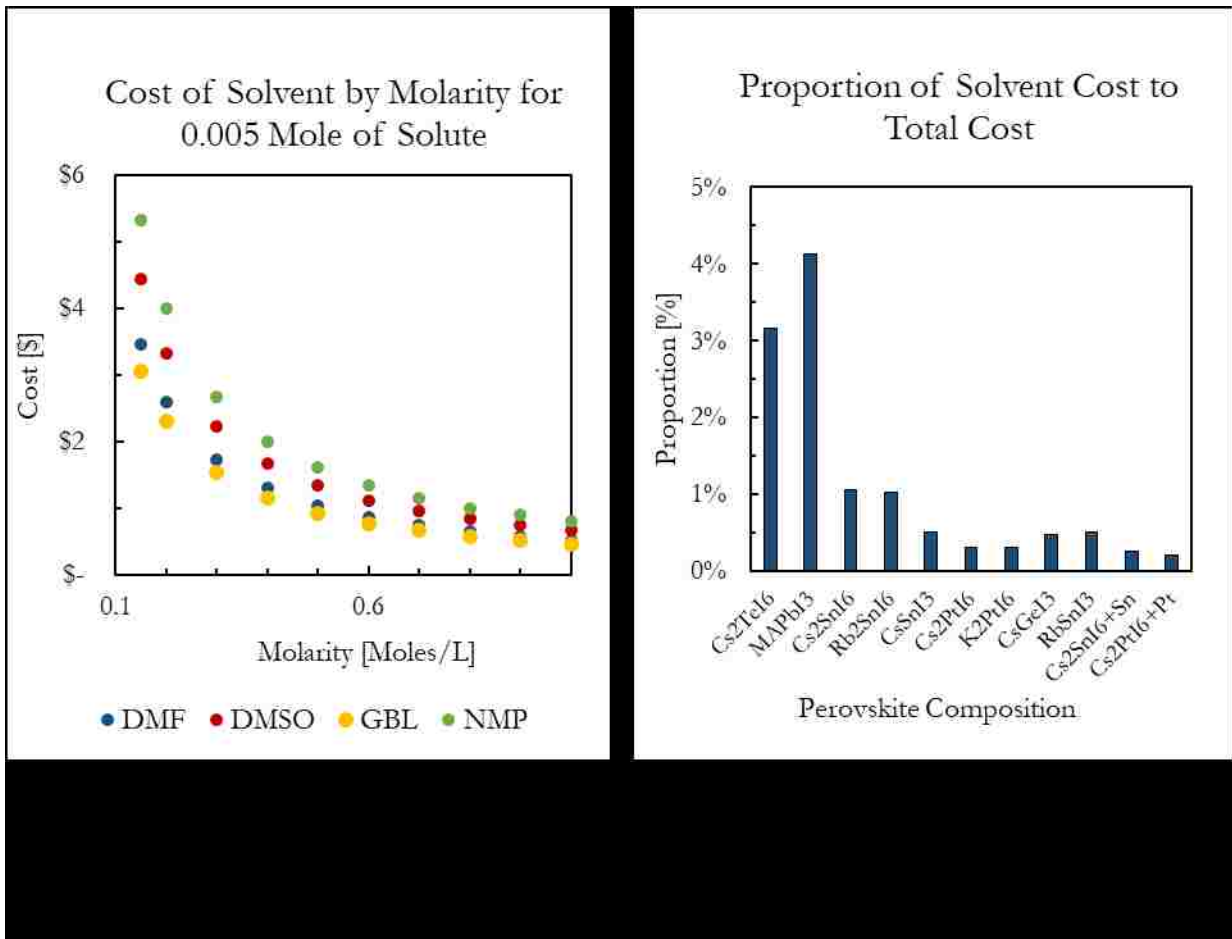 Cost of Solvent by Molarity for
0.005 Mole of Solute
$6
$4
$2
$-
Cost [$]
0.1
0.6
Molarity [Moles/L]
DMF
DMSO
GBL
NMP
Proportion of Solvent Cost to
Total Cost
5%
4%
3%
2%
1%
0%
Proportion [%]
Cs2TeI6
MAPbI3
Cs2SnI6
Rb2SnI6
CsSnI3
Cs2PtI6
K2PtI6
CsGeI3
RbSnI3
Cs2SnI6+Sn
Cs2PtI6+Pt
Perovskite Composition